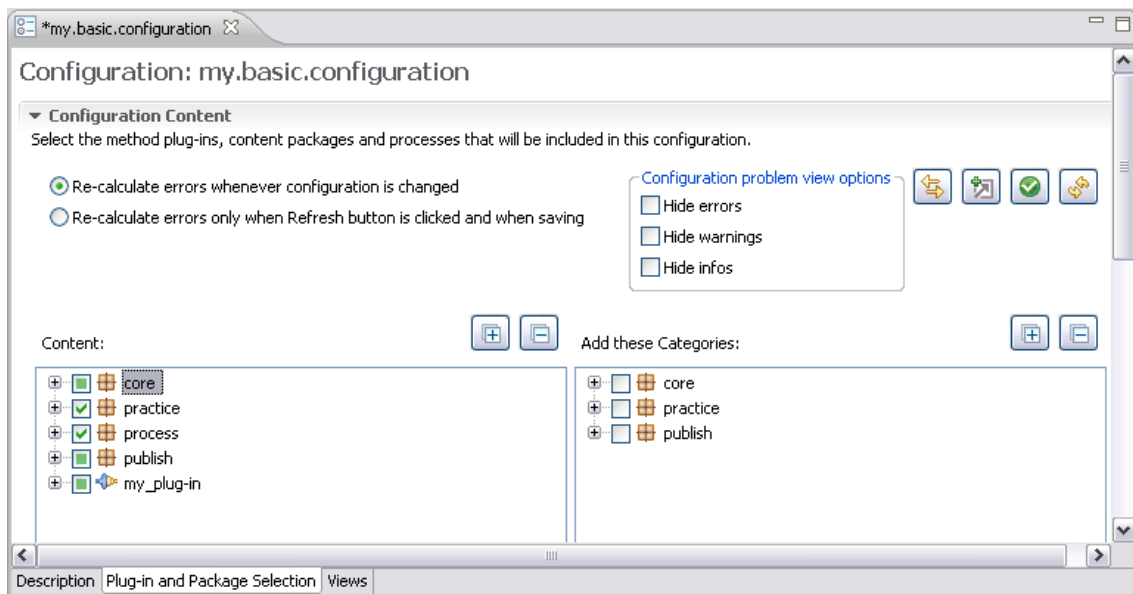 *my.basic.configuration
Configuration: my.basic.configuration
Configuration Content
Select the method plug-ins, content packages and processes that will be included in this configuration.
Re-calculate errors whenever configuration is changed
Re-calculate errors only when Refresh button is clicked and when saving
Configuration problem view options
Hide errors
Hide warnings
Hide infos
Content:
core
practice
process
publish
my_plug-in
Add these Categories:
core
practice
publish
Description Plug-in and Package Selection Views